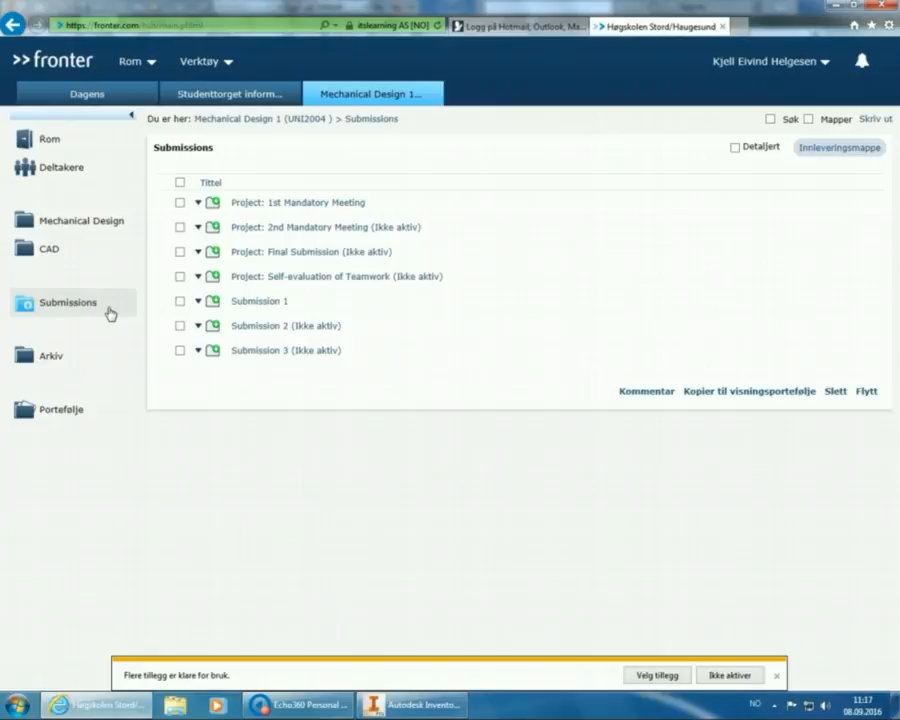 https://fronter.com/
itslearning AS [NO]
Logg på Hotmail, Outlook, Ma...
Høgskolen Stord/Haugesund
>>fronter
Rom
Verktøy
Kjell Eivind Helgesen
Dagens
Studenttorget inform...
Mechanical Design 1...
Du er her: Mechanical Design 1 (UNI2004 ) > Submissions
Søk
Mapper
Skriv ut
Rom
Deltakere
Mechanical Design
CAD
Submissions
Arkiv
Portefølje
Submissions
Detaljert
Innleveringsmappe
Tittel
Project: 1st Mandatory Meeting
Project: 2nd Mandatory Meeting (Ikke aktiv)
Project: Final Submission (Ikke aktiv)
Project: Self-evaluation of Teamwork (Ikke aktiv)
Submission 1
Submission 2 (Ikke aktiv)
Submission 3 (Ikke aktiv)
Kommentar Kopier til visningsportefølje Slett Flytt
Flere tillegg er klare for bruk.
Velg tillegg
Ikke aktiver
Høgskolen Stord/...
Echo360 Personal ...
Autodesk Invento...
NO
11:17
08.09.2016